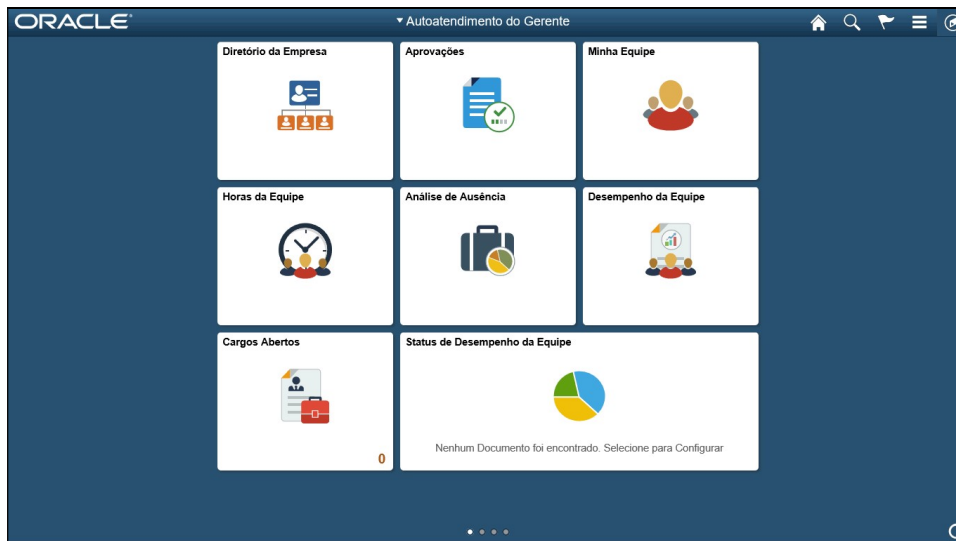 ORACLE
Autoatendimento do Gerente
Diretório da Empresa
Aprovações
Minha Equipe
Horas da Equipe
Análise de Ausência
Desempenho da Equipe
Cargos Abertos
0
Status de Desempenho da Equipe
Nenhum Documento foi encontrado. Selecione para Configurar